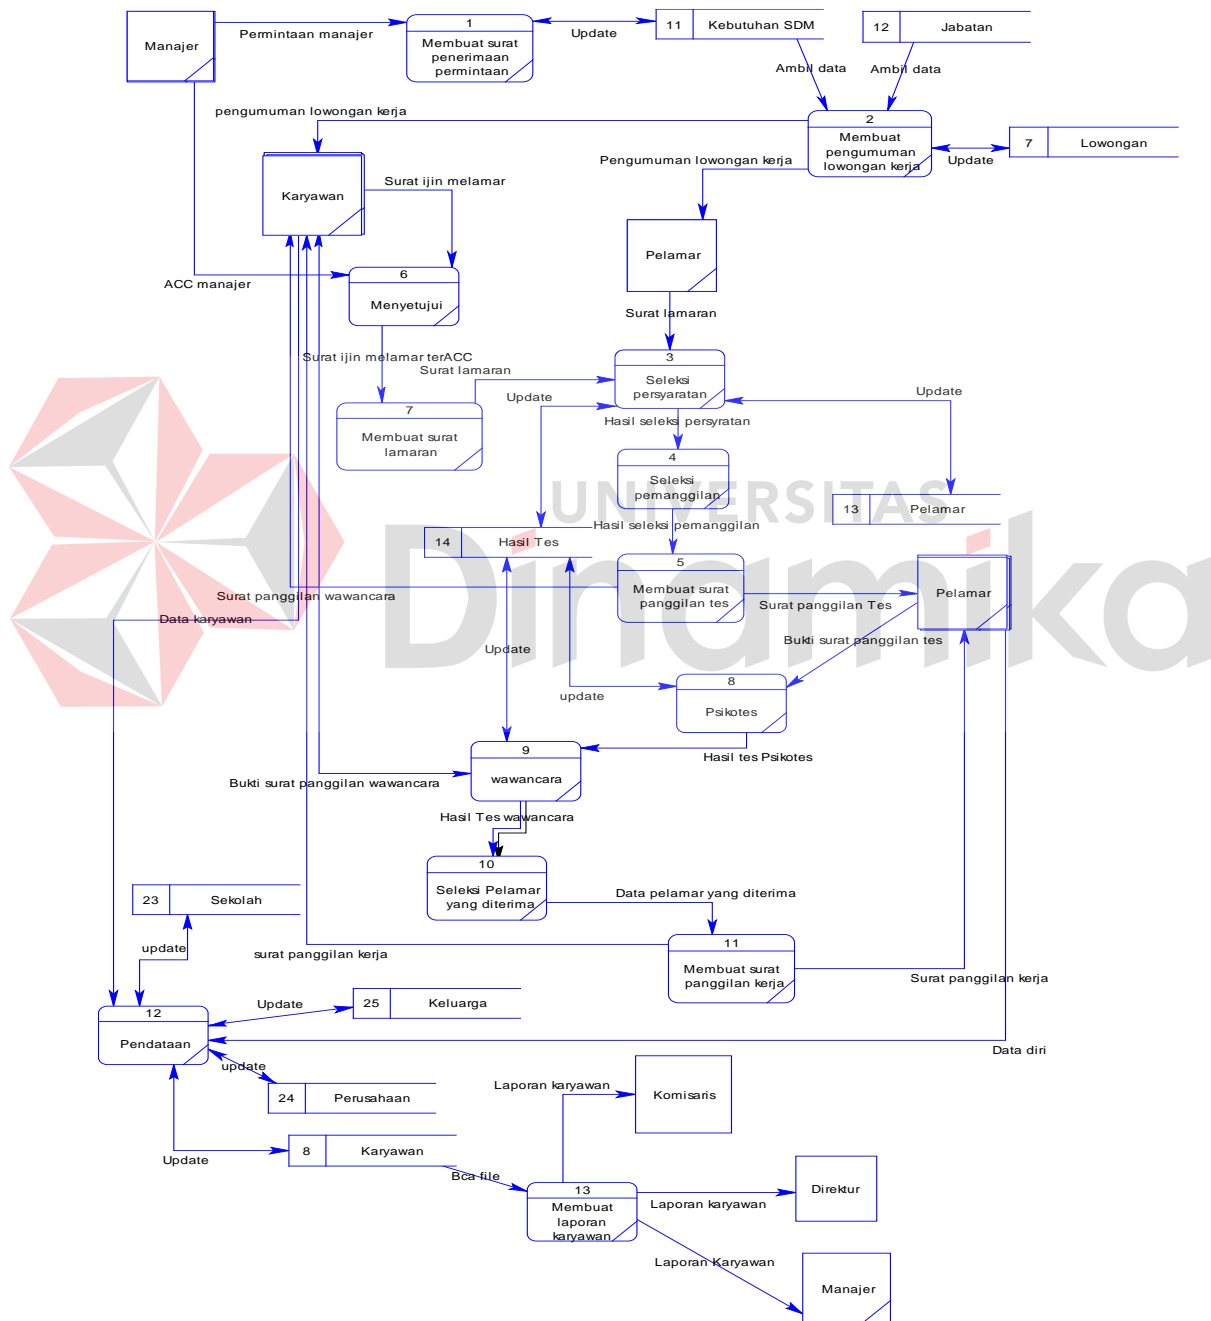 Manajer
Permintaan manajer
1
Membuat surat
penerimaan
permintaan
Update
11 Kebutuhan SDM
12 Jabatan
Ambil data
Ambil data
pengumuman lowongan kerja
2
Membuat
pengumuman
lowongan kerja
Update
7 Lowongan
Pengumuman lowongan kerja
Karyawan
Surat ijin melamar
Pelamar
ACC manajer
6
Menyetujui
Surat lamaran
Surat ijin melamar terACC
Surat lamaran
3
Seleksi
persyaratan
Update
Update
7
Membuat surat
lamaran
Hasil seleksi persyratan
4
Seleksi
pemanggilan
UNIVERSITAS
Dinamika
13 Pelamar
Hasil seleksi pemanggilan
14 Hasil Tes
5
Membuat surat
panggilan tes
Surat panggilan wawancara
Surat panggilan Tes
Pelamar
Data karyawan
Bukti surat panggilan tes
Update
update
8
Psikotes
Hasil tes Psikotes
9
wawancara
Bukti surat panggilan wawancara
Hasil Tes wawancara
10
Seleksi Pelamar
yang diterima
Data pelamar yang diterima
23 Sekolah
update
surat panggilan kerja
11
Membuat surat
panggilan kerja
Surat panggilan kerja
Update
25 Keluarga
12
Pendataan
Data diri
update
24 Perusahaan
Laporan karyawan
Komisaris
Update
8 Karyawan
Bca file
13
Membuat
laporan
karyawan
Laporan karyawan
Direktur
Laporan Karyawan
Manajer